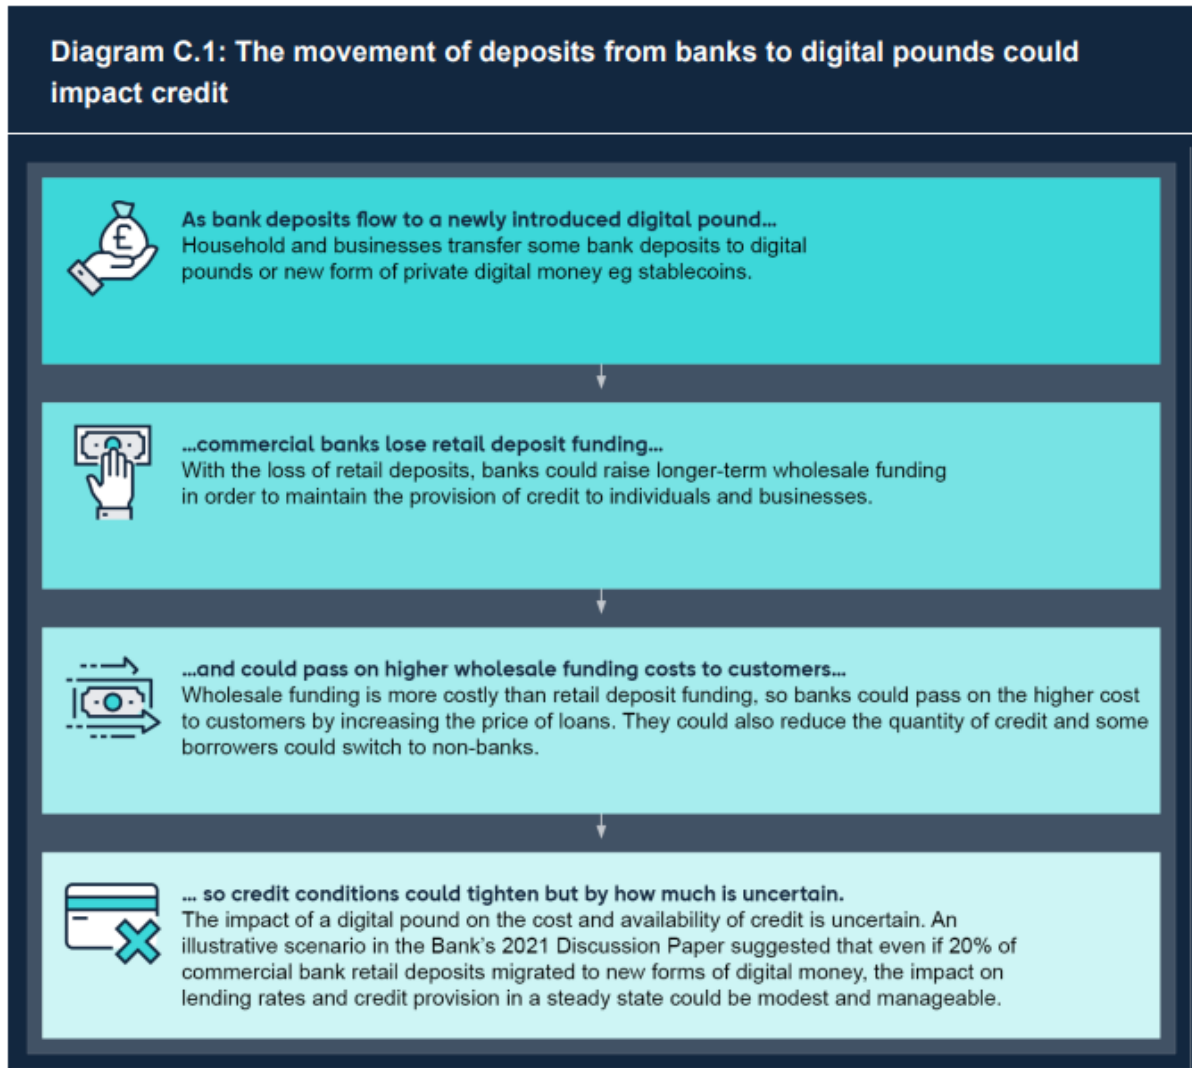 Diagram C.1: The movement of deposits from banks to digital pounds could
impact credit
£
As bank deposits flow to a newly introduced digital pound...
Household and businesses transfer some bank deposits to digital
pounds or new form of private digital money eg stablecoins.
...commercial banks lose retail deposit funding...
With the loss of retail deposits, banks could raise longer-term wholesale funding
in order to maintain the provision of credit to individuals and businesses.
...and could pass on higher wholesale funding costs to customers...
Wholesale funding is more costly than retail deposit funding, so banks could pass on the higher cost
to customers by increasing the price of loans. They could also reduce the quantity of credit and some
borrowers could switch to non-banks.
... so credit conditions could tighten but by how much is uncertain.
The impact of a digital pound on the cost and availability of credit is uncertain. An
illustrative scenario in the Bank's 2021 Discussion Paper suggested that even if 20% of
commercial bank retail deposits migrated to new forms of digital money, the impact on
lending rates and credit provision in a steady state could be modest and manageable.